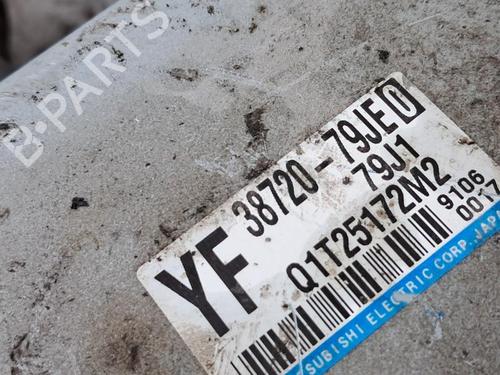 B-PARTS
YF 38720-79JE0
79J1
Q1T25172M2
9106
0017
SUBISHI ELECTRIC CORP. JAPA